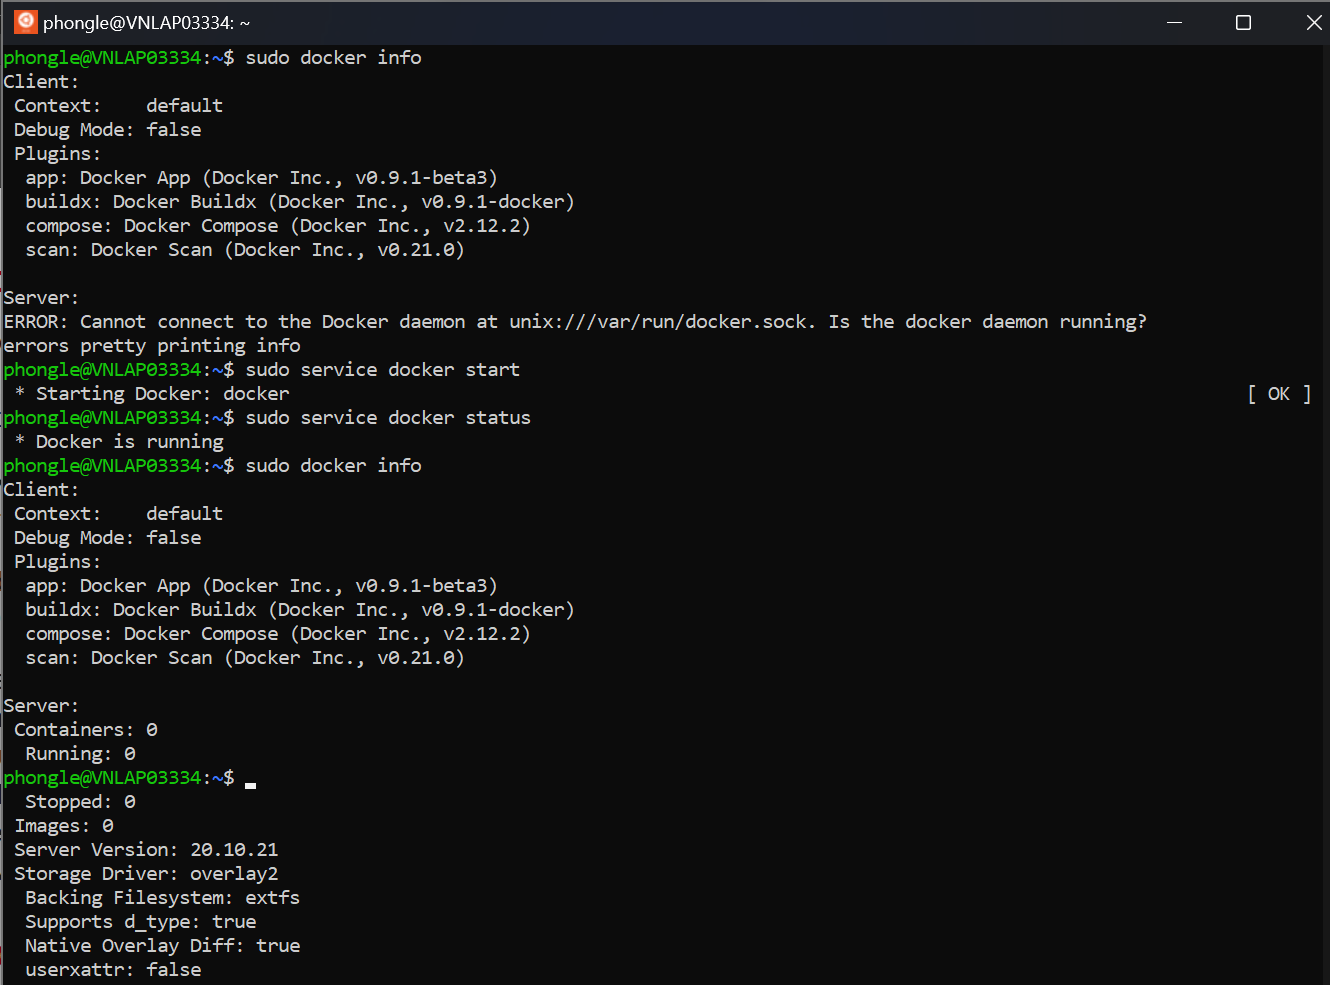 phongle@VNLAP03334: ~
phongle@VNLAP03334:~$ sudo docker info
Client:
 Context:    default
 Debug Mode: false
 Plugins:
  app: Docker App (Docker Inc., v0.9.1-beta3)
  buildx: Docker Buildx (Docker Inc., v0.9.1-docker)
  compose: Docker Compose (Docker Inc., v2.12.2)
  scan: Docker Scan (Docker Inc., v0.21.0)

Server:
ERROR: Cannot connect to the Docker daemon at unix:///var/run/docker.sock. Is the docker daemon running?
errors pretty printing info
phongle@VNLAP03334:~$ sudo service docker start
 * Starting Docker: docker [ OK ]
phongle@VNLAP03334:~$ sudo service docker status
 * Docker is running
phongle@VNLAP03334:~$ sudo docker info
Client:
 Context:    default
 Debug Mode: false
 Plugins:
  app: Docker App (Docker Inc., v0.9.1-beta3)
  buildx: Docker Buildx (Docker Inc., v0.9.1-docker)
  compose: Docker Compose (Docker Inc., v2.12.2)
  scan: Docker Scan (Docker Inc., v0.21.0)

Server:
 Containers: 0
  Running: 0
phongle@VNLAP03334:~$
  Stopped: 0
 Images: 0
 Server Version: 20.10.21
 Storage Driver: overlay2
  Backing Filesystem: extfs
  Supports d_type: true
  Native Overlay Diff: true
  userxattr: false